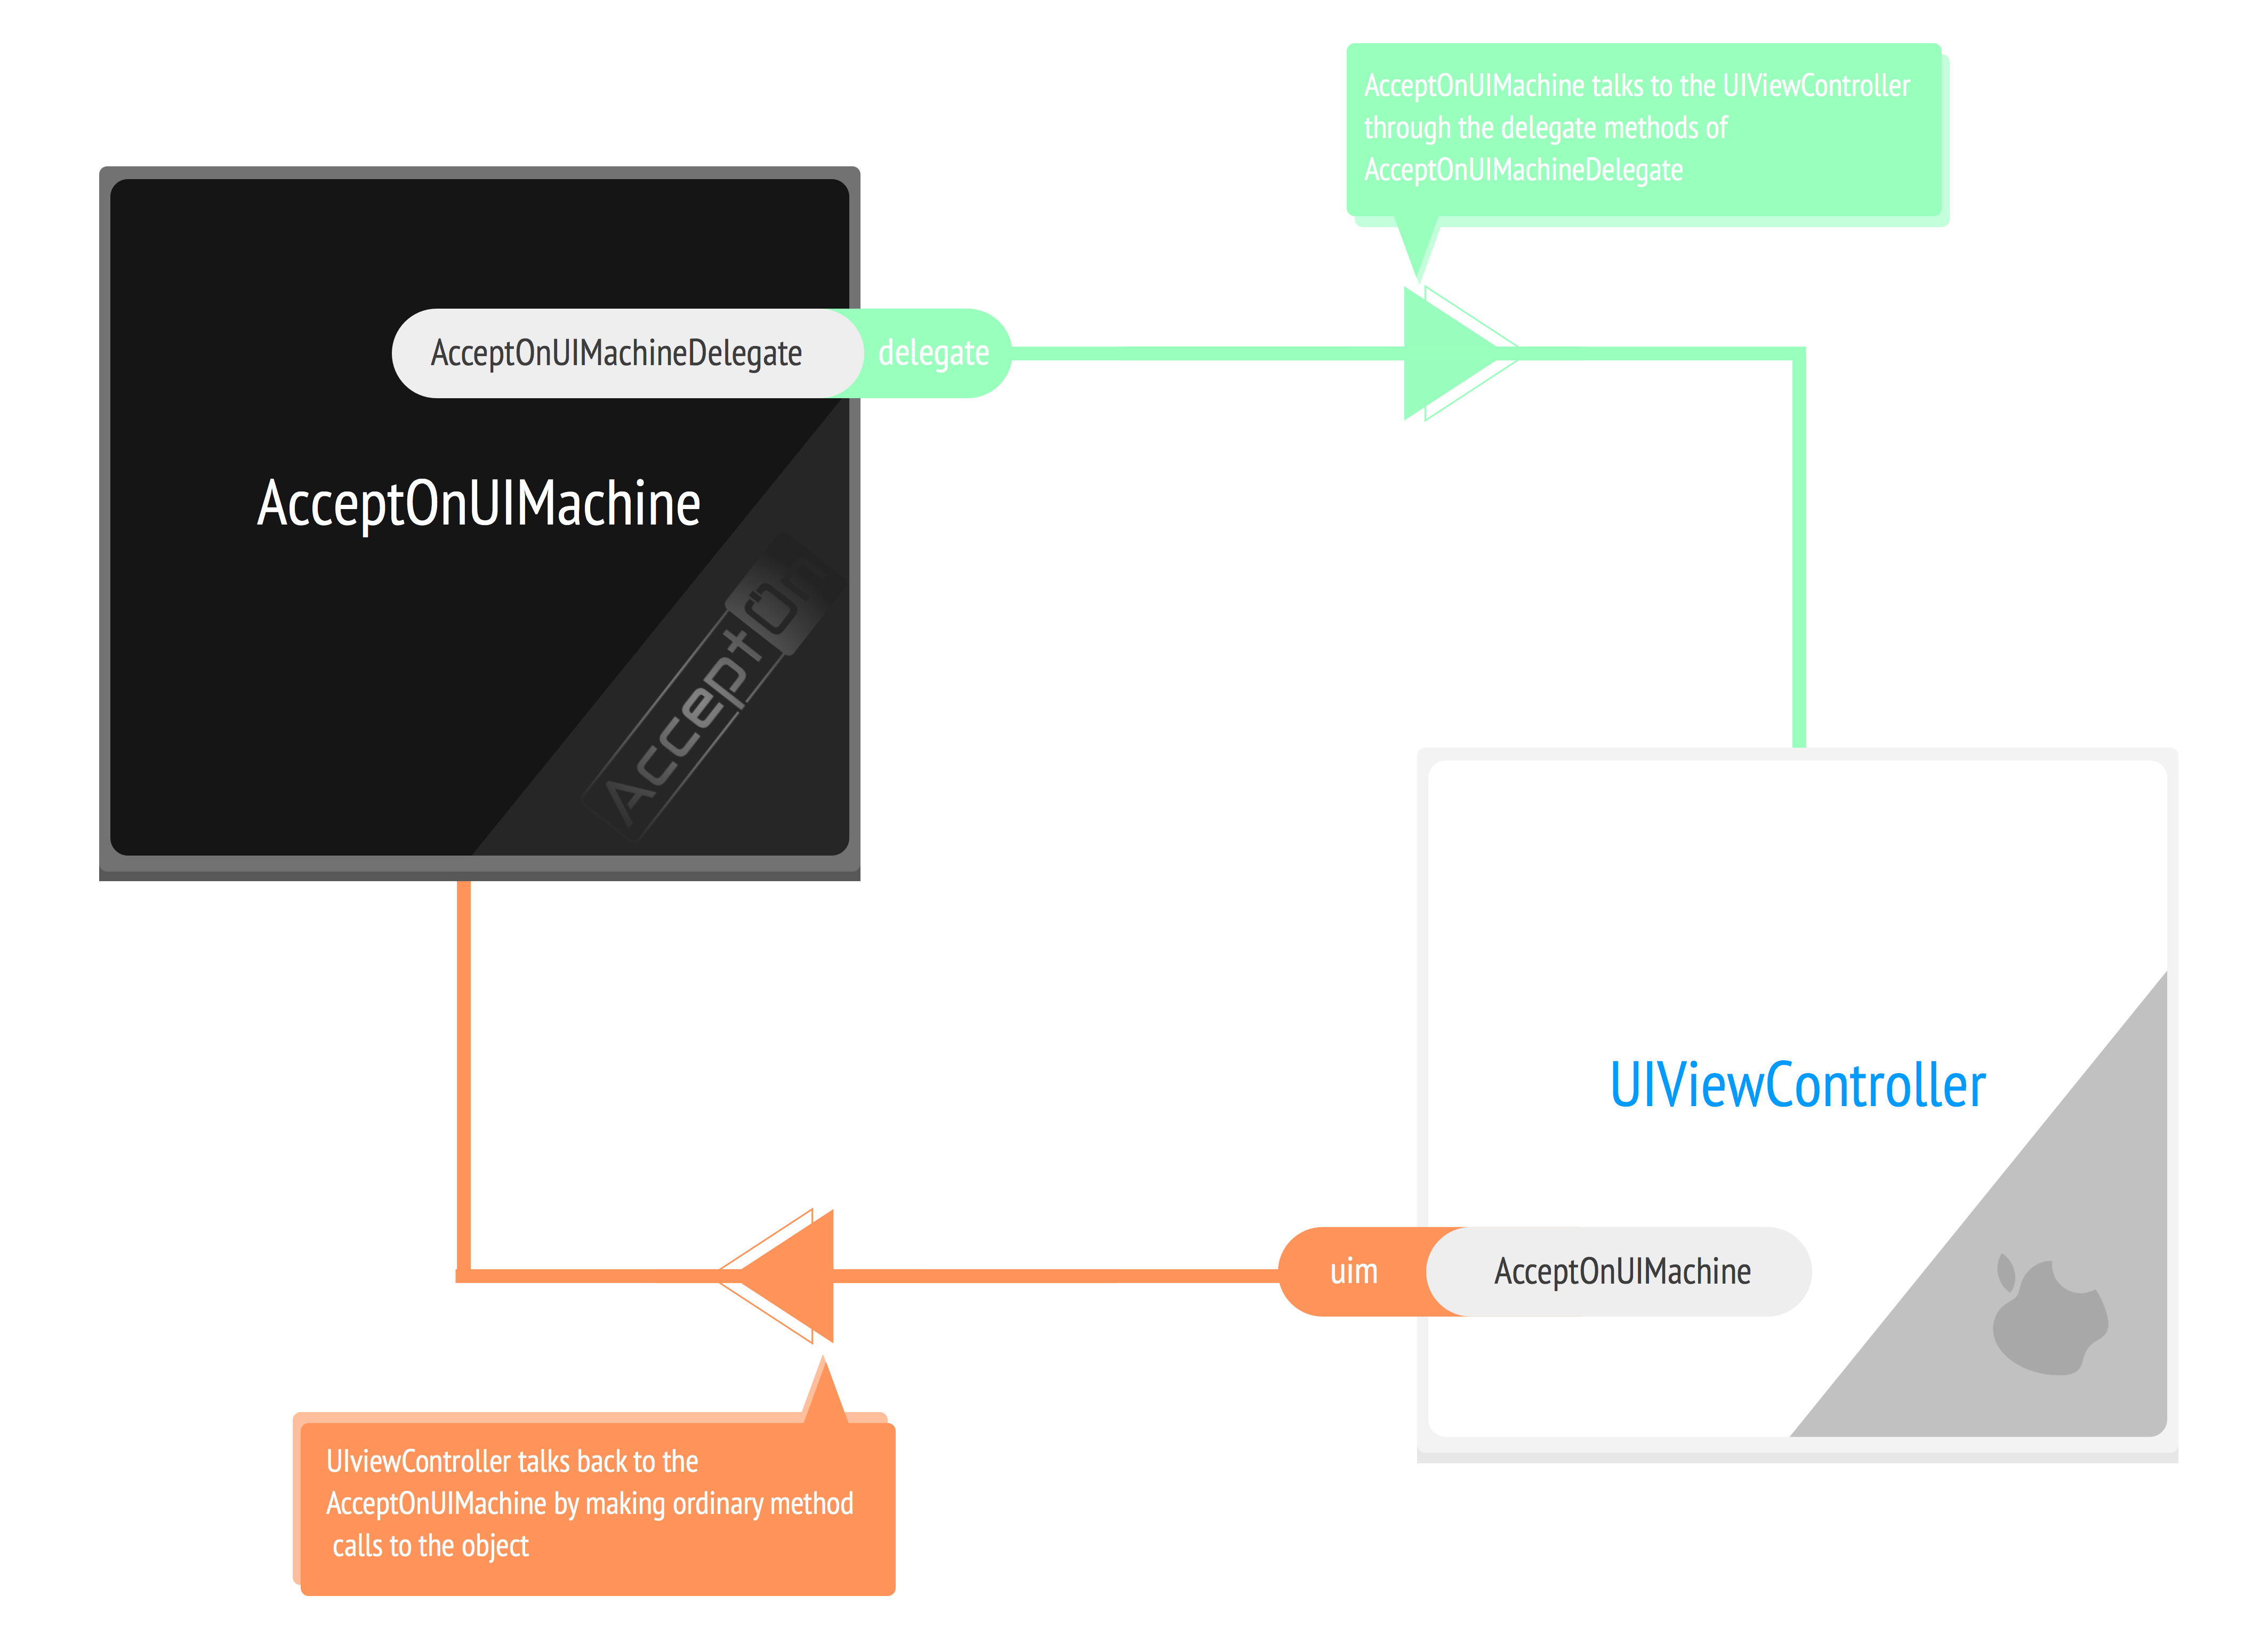 AcceptOnUIMachine talks to the UIViewController
through the delegate methods of
AcceptOnUIMachineDelegate
AcceptOnUIMachineDelegate
delegate
AcceptOnUIMachine
AcceptOn
UIViewController
uim
AcceptOnUIMachine
UIviewController talks back to the
AcceptOnUIMachine by making ordinary method
calls to the object